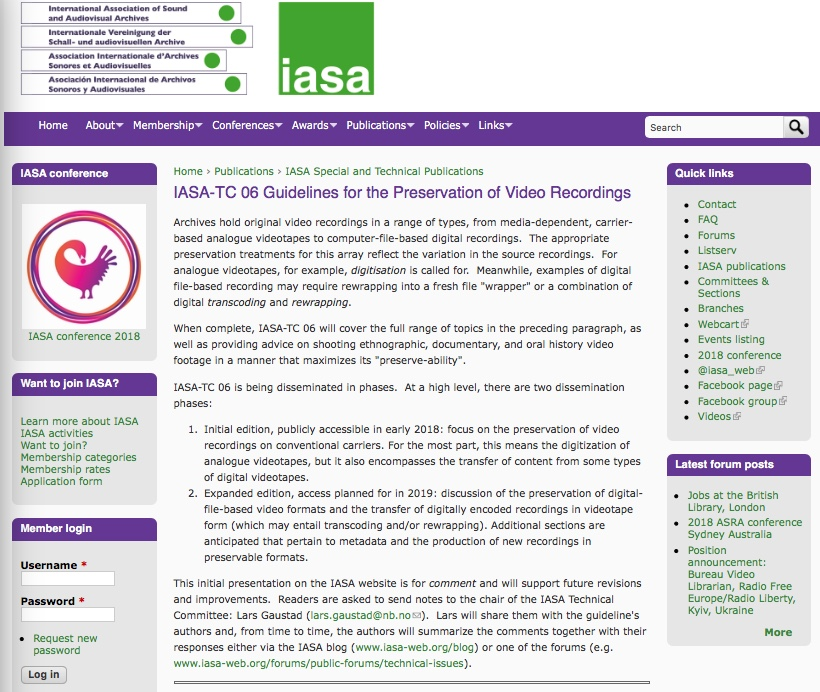 International Association of Sound
and Audiovisual Archives
Internationale Vereinigung der
Schall- und audiovisuellen Archive
Association Internationale d'Archives
Sonores et Audiovisuelles
Asociación Internacional de Archivos
Sonoros y Audiovisuales
iasa
Home About Membership Conferences Awards Publications Policies Links
Search
IASA conference
IASA conference 2018
Want to join IASA?
Learn more about IASA
IASA activities
Want to join?
Membership categories
Membership rates
Application form
Member login
Username *
Password *
Request new
password
Log in
Home › Publications › IASA Special and Technical Publications
IASA-TC 06 Guidelines for the Preservation of Video Recordings
Archives hold original video recordings in a range of types, from media-dependent, carrier-
based analogue videotapes to computer-file-based digital recordings.  The appropriate
preservation treatments for this array reflect the variation in the source recordings.  For
analogue videotapes, for example, digitisation is called for.  Meanwhile, examples of digital
file-based recording may require rewrapping into a fresh file "wrapper" or a combination of
digital transcoding and rewrapping.
When complete, IASA-TC 06 will cover the full range of topics in the preceding paragraph, as
well as providing advice on shooting ethnographic, documentary, and oral history video
footage in a manner that maximizes its "preserve-ability".
IASA-TC 06 is being disseminated in phases.  At a high level, there are two dissemination
phases:
1. Initial edition, publicly accessible in early 2018: focus on the preservation of video
recordings on conventional carriers. For the most part, this means the digitization of
analogue videotapes, but it also encompasses the transfer of content from some types
of digital videotapes.
2. Expanded edition, access planned for in 2019: discussion of the preservation of digital-
file-based video formats and the transfer of digitally encoded recordings in videotape
form (which may entail transcoding and/or rewrapping). Additional sections are
anticipated that pertain to metadata and the production of new recordings in
preservable formats.
This initial presentation on the IASA website is for comment and will support future revisions
and improvements.  Readers are asked to send notes to the chair of the IASA Technical
Committee: Lars Gaustad (lars.gaustad@nb.no).  Lars will share them with the guideline's
authors and, from time to time, the authors will summarize the comments together with their
responses either via the IASA blog (www.iasa-web.org/blog) or one of the forums (e.g.
www.iasa-web.org/forums/public-forums/technical-issues).
Quick links
Contact
FAQ
Forums
Listserv
IASA publications
Committees &
Sections
Branches
Webcart
Events listing
2018 conference
@iasa_web
Facebook page
Facebook group
Videos
Latest forum posts
Jobs at the British
Library, London
2018 ASRA conference
Sydney Australia
Position
announcement:
Bureau Video
Librarian, Radio Free
Europe/Radio Liberty,
Kyiv, Ukraine
More